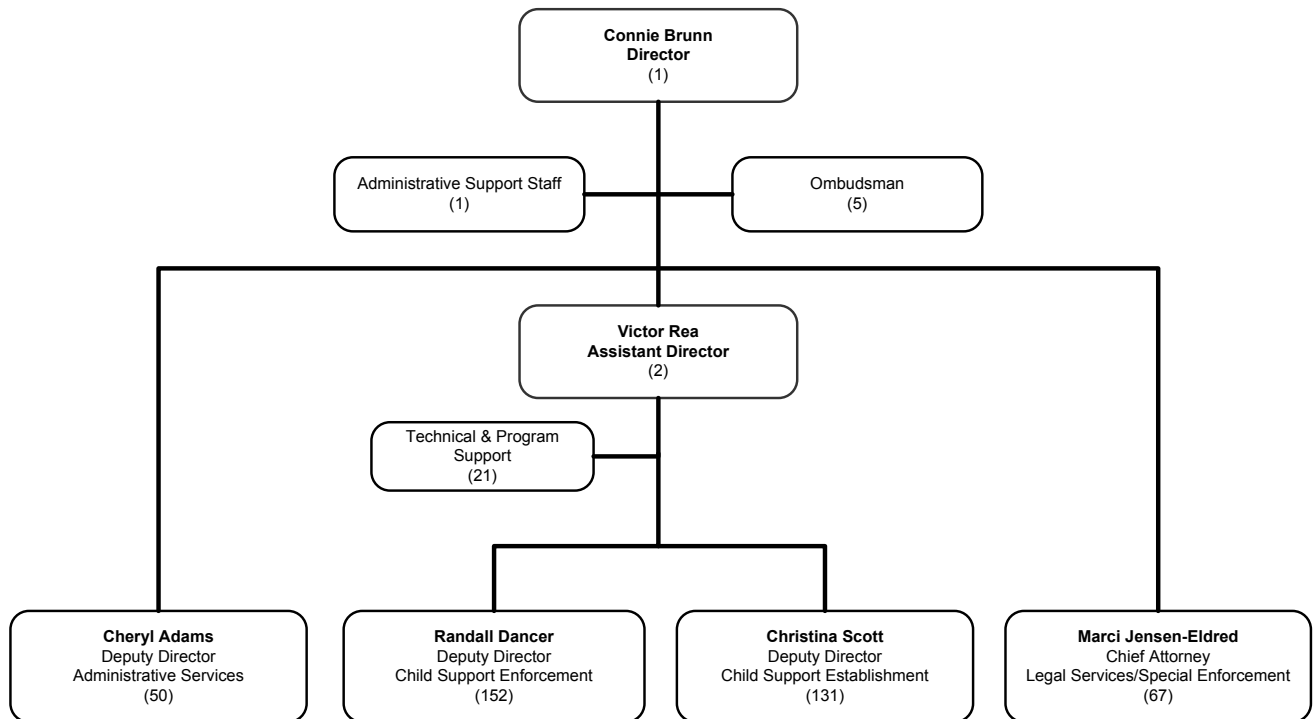 Connie Brunn
Director
(1)
Administrative Support Staff
(1)
Ombudsman
(5)
Victor Rea
Assistant Director
(2)
Technical & Program
Support
(21)
Cheryl Adams
Deputy Director
Administrative Services
(50)
Randall Dancer
Deputy Director
Child Support Enforcement
(152)
Christina Scott
Deputy Director
Child Support Establishment
(131)
Marci Jensen-Eldred
Chief Attorney
Legal Services/Special Enforcement
(67)